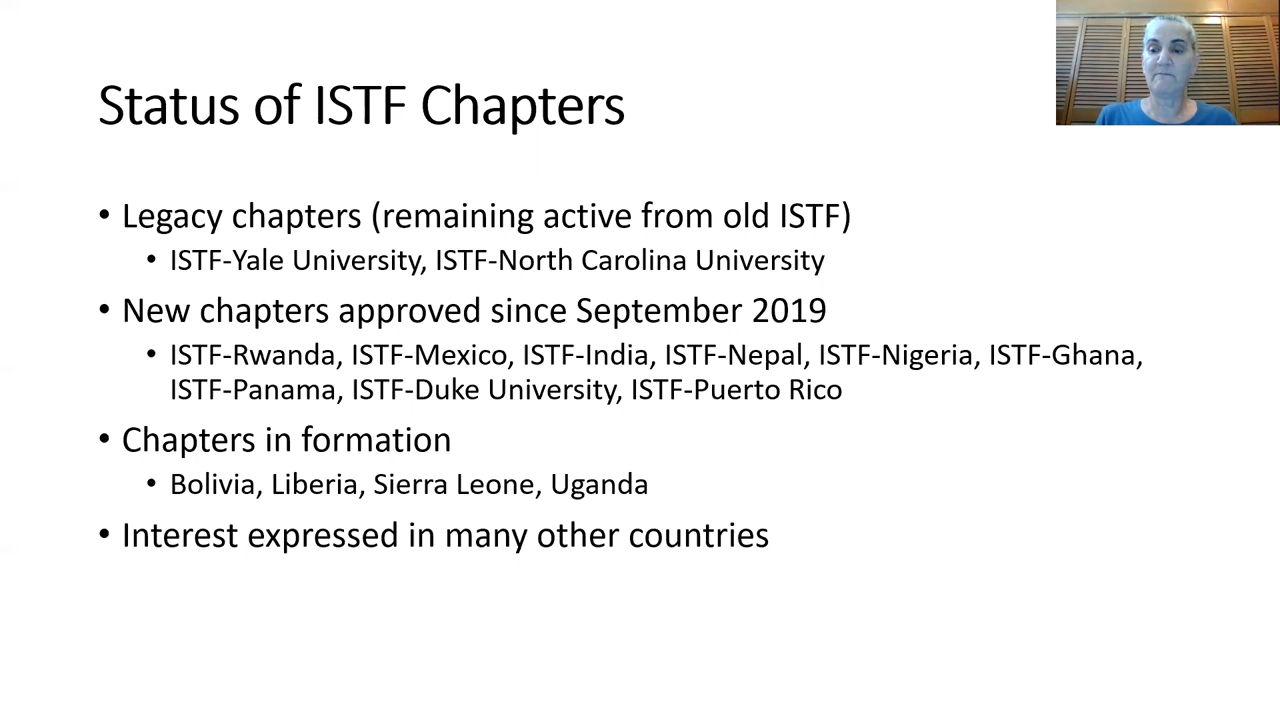 Status of ISTF Chapters
• Legacy chapters (remaining active from old ISTF)
• ISTF-Yale University, ISTF-North Carolina University
• New chapters approved since September 2019
• ISTF-Rwanda, ISTF-Mexico, ISTF-India, ISTF-Nepal, ISTF-Nigeria, ISTF-Ghana,
ISTF-Panama, ISTF-Duke University, ISTF-Puerto Rico
• Chapters in formation
• Bolivia, Liberia, Sierra Leone, Uganda
• Interest expressed in many other countries